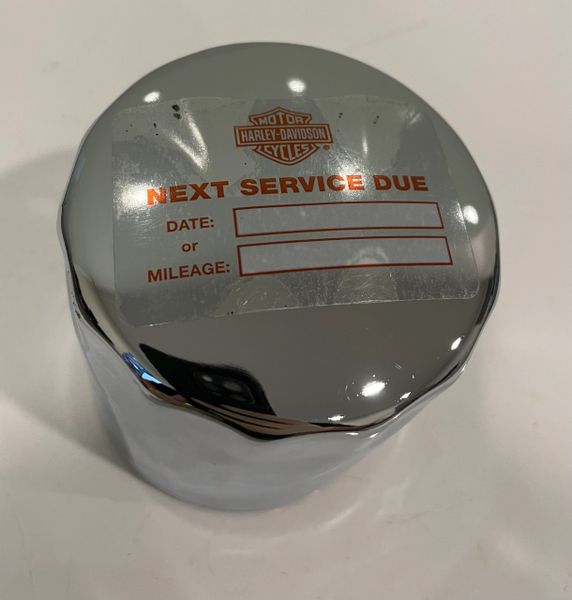 MOTOR
HARLEY-DAVIDSON
CYCLES®
NEXT SERVICE DUE
DATE:
or
MILEAGE: